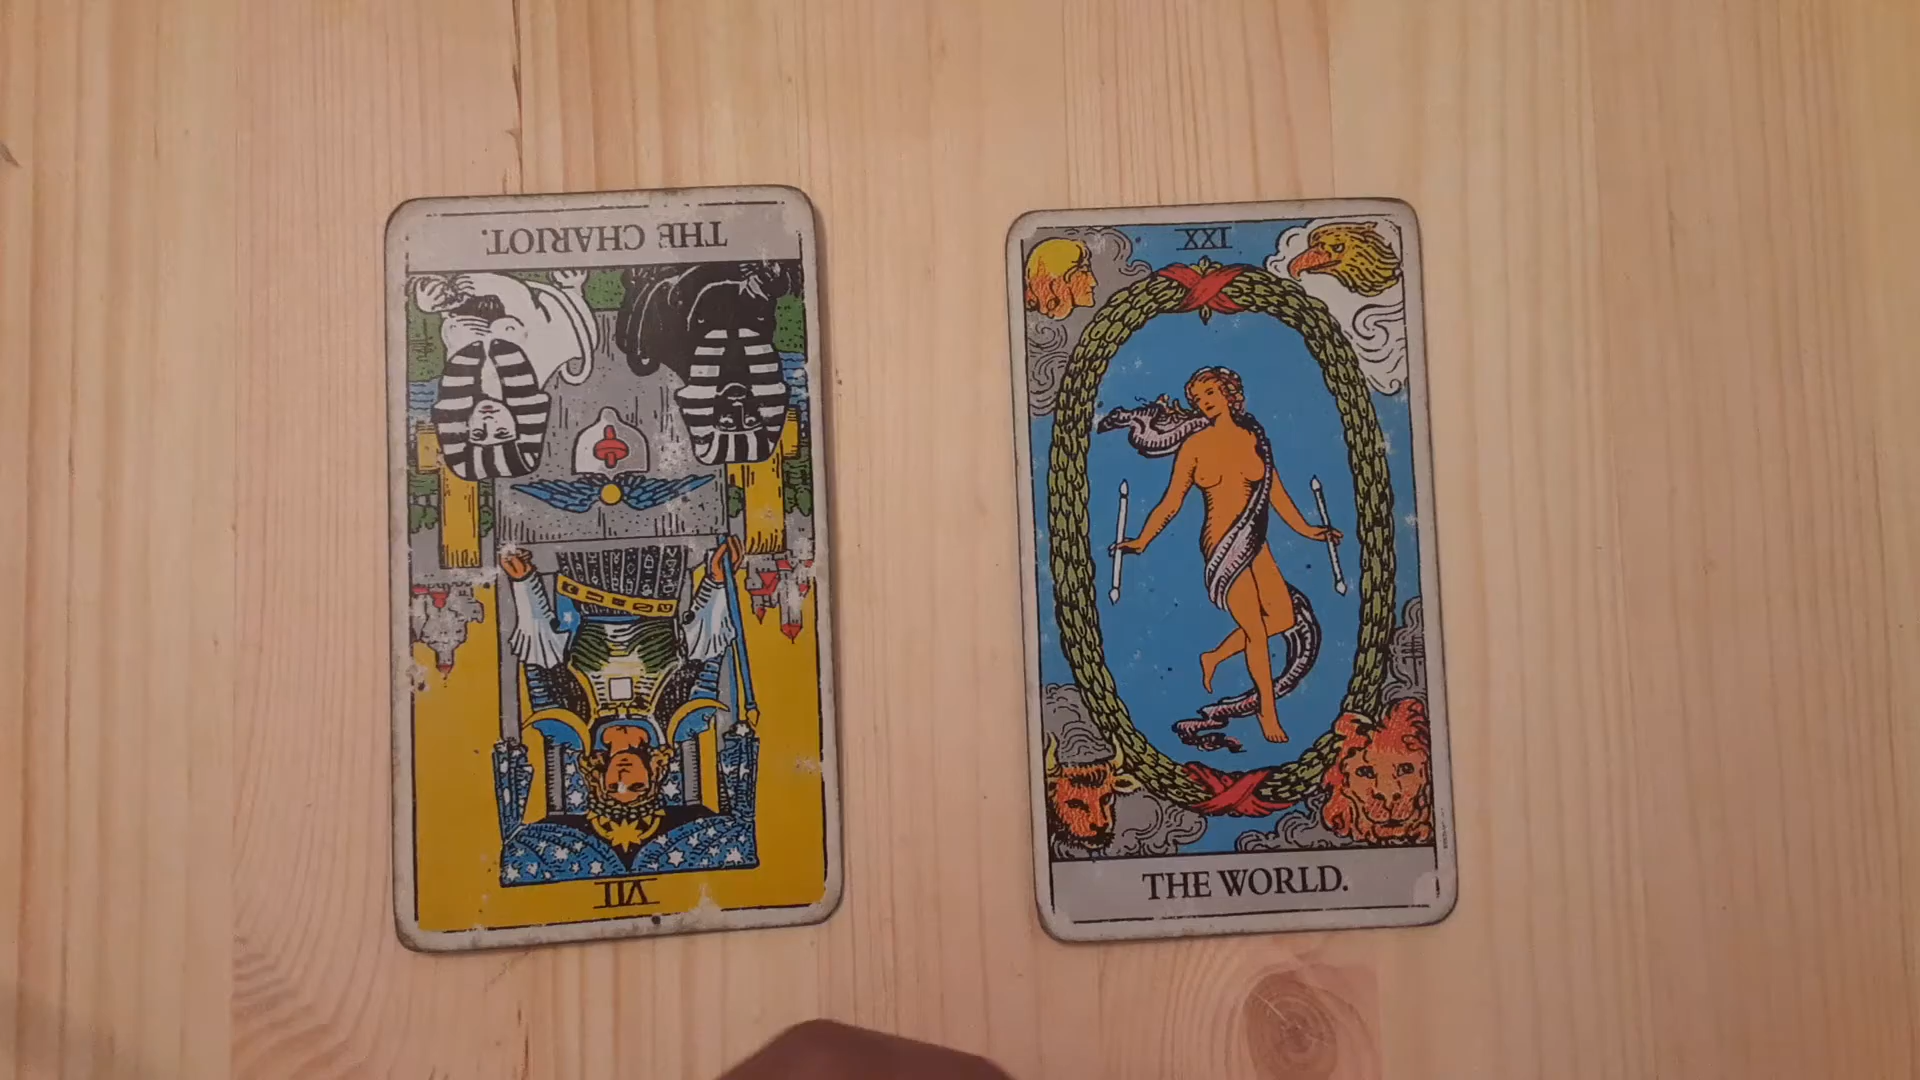 THE CHARIOT.
VII
XXI
THE WORLD.